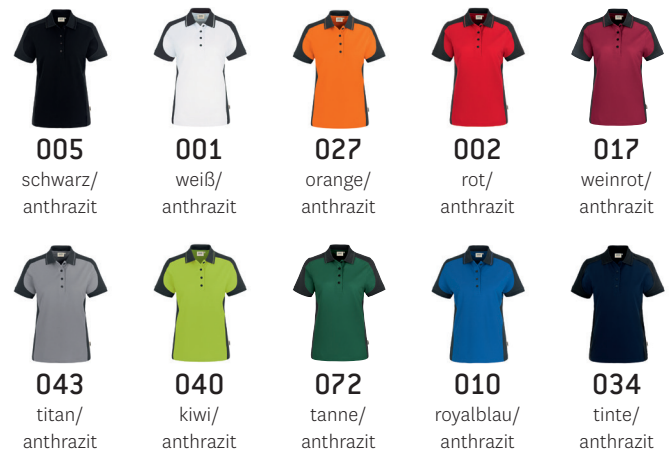 005
schwarz/
anthrazit
001
weiß/
anthrazit
027
orange/
anthrazit
002
rot/
anthrazit
017
weinrot/
anthrazit
043
titan/
anthrazit
040
kiwi/
anthrazit
072
tanne/
anthrazit
010
royalblau/
anthrazit
034
tinte/
anthrazit